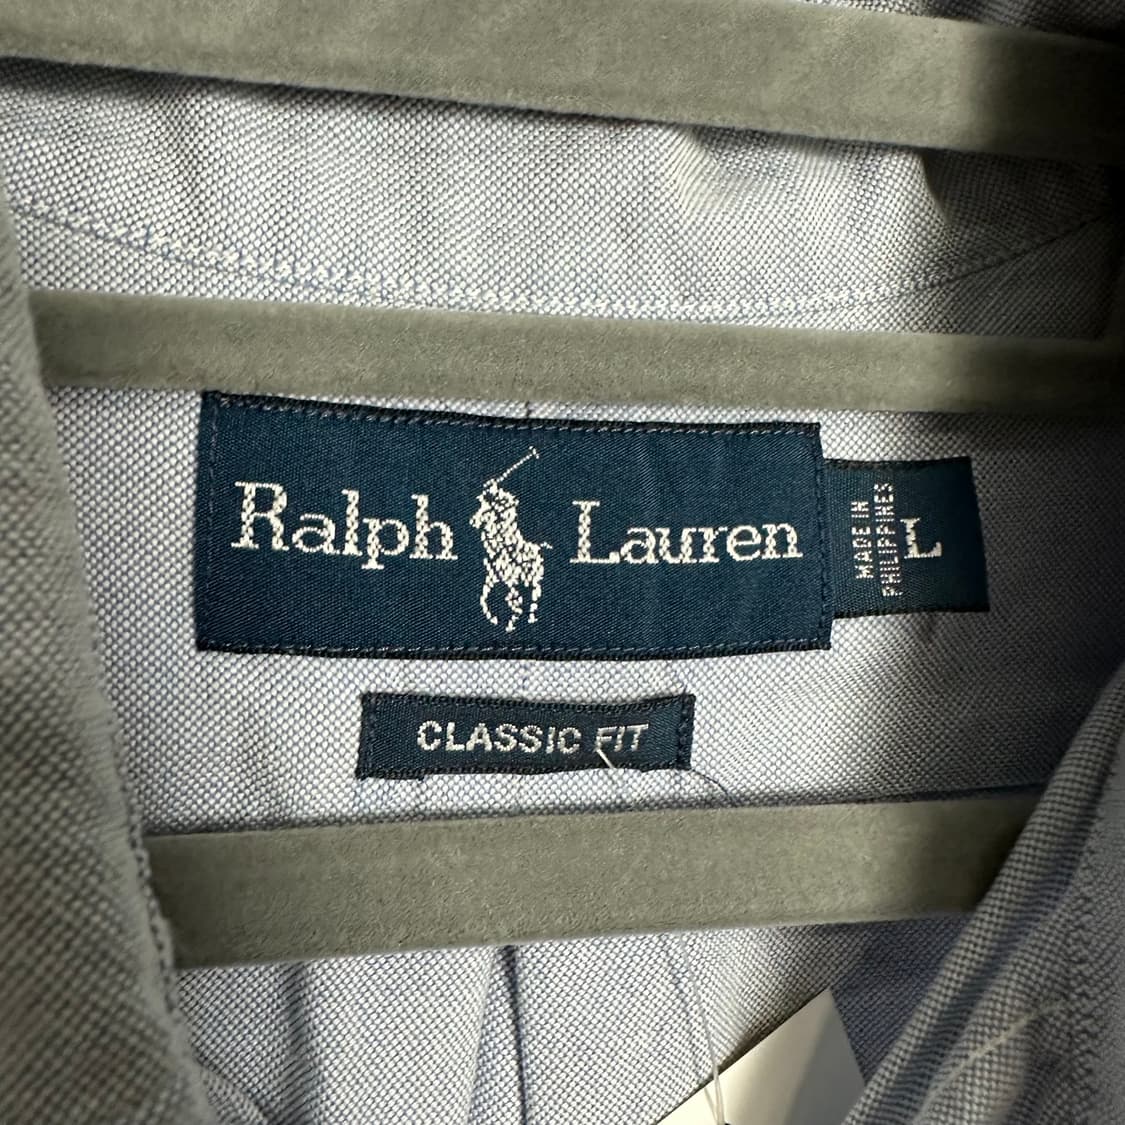 Ralph Lauren
MADE IN
PHILIPPINES
L
CLASSIC FIT